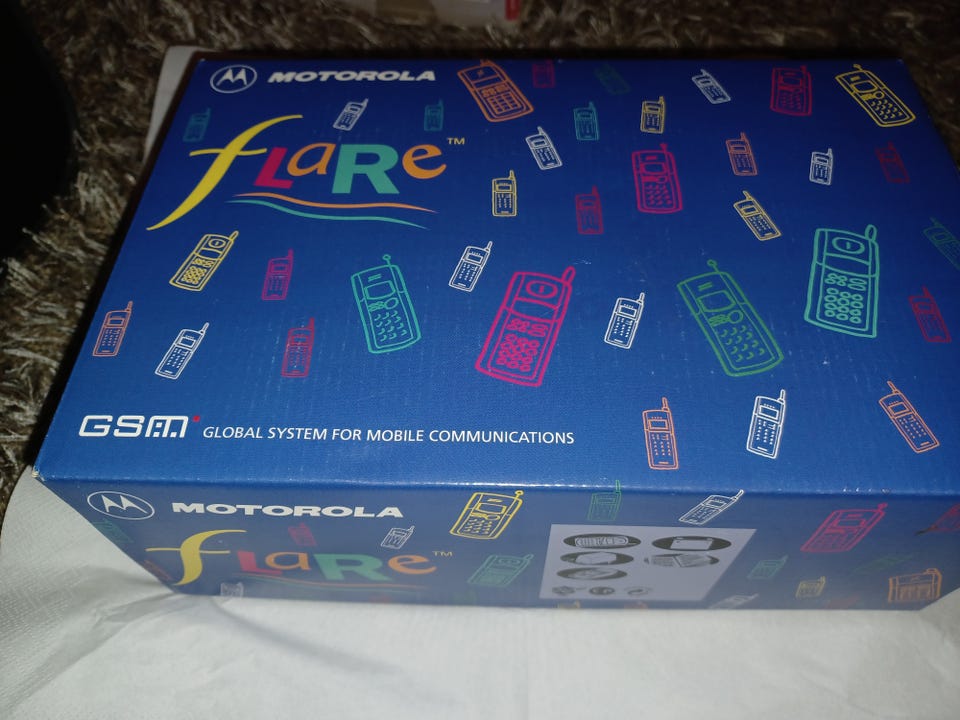 MOTOROLA
fLaRe™
GSM GLOBAL SYSTEM FOR MOBILE COMMUNICATIONS
MOTOROLA
fLaRe™